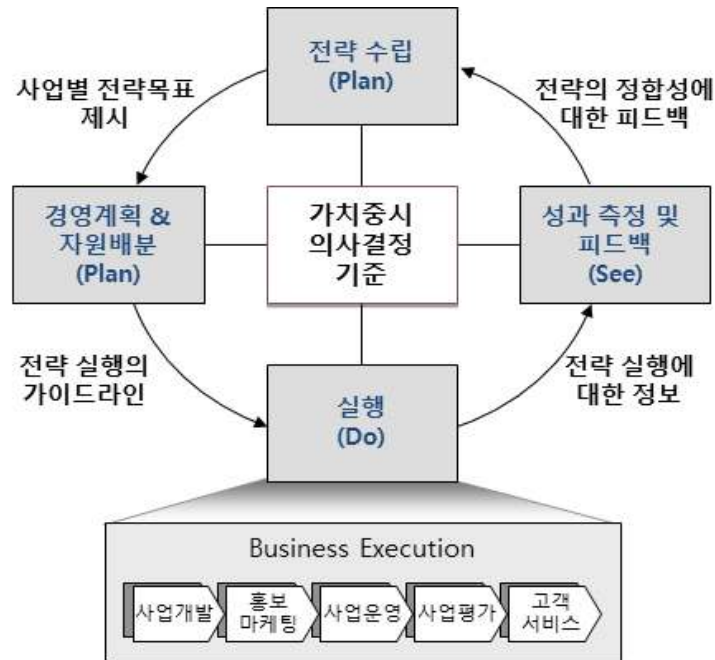 전략 수립
(Plan)
사업별 전략목표
제시
전략의 정합성에
대한 피드백
경영계획 &
자원배분
(Plan)
가치중시
의사결정
기준
성과 측정 및
피드백
(See)
전략 실행의
가이드라인
실행
(Do)
전략 실행에
대한 정보
Business Execution
사업개발
홍보
마케팅
사업운영
사업평가
고객
서비스